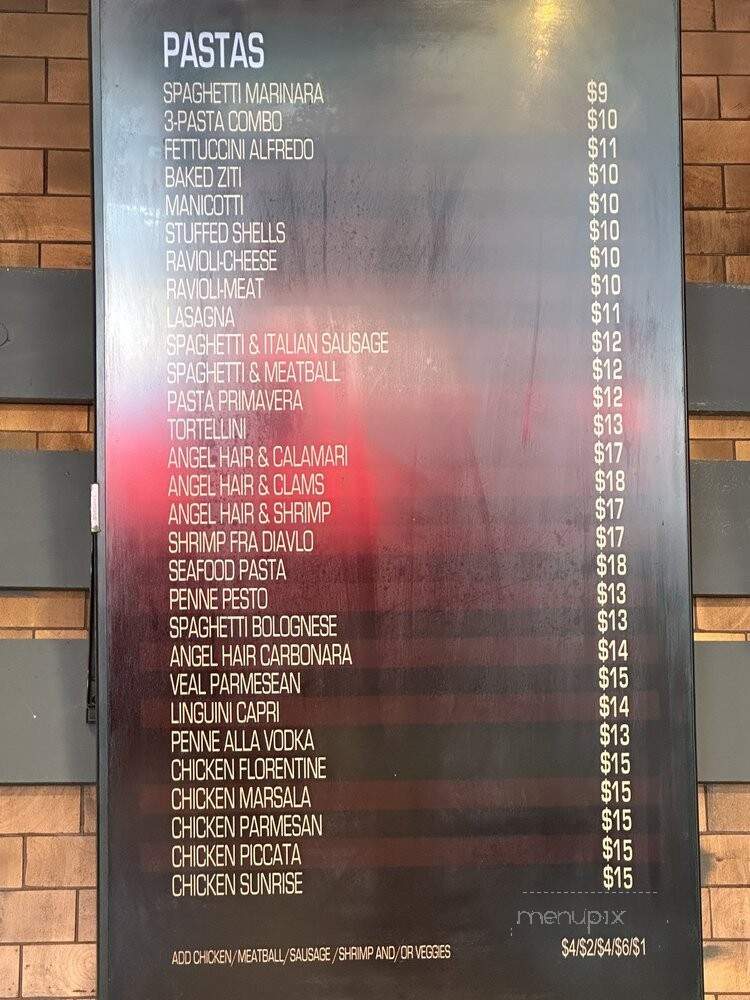 PASTAS
SPAGHETTI MARINARA $9
3-PASTA COMBO $10
FETTUCCINI ALFREDO $11
BAKED ZITI $10
MANICOTTI $10
STUFFED SHELLS $10
RAVIOLI-CHEESE $10
RAVIOLI-MEAT $10
LASAGNA $11
SPAGHETTI & ITALIAN SAUSAGE $12
SPAGHETTI & MEATBALL $12
PASTA PRIMAVERA $12
TORTELLINI $13
ANGEL HAIR & CALAMARI $17
ANGEL HAIR & CLAMS $18
ANGEL HAIR & SHRIMP $17
SHRIMP FRA DIAVLO $17
SEAFOOD PASTA $18
PENNE PESTO $13
SPAGHETTI BOLOGNESE $13
ANGEL HAIR CARBONARA $14
VEAL PARMESEAN $15
LINGUINI CAPRI $14
PENNE ALLA VODKA $13
CHICKEN FLORENTINE $15
CHICKEN MARSALA $15
CHICKEN PARMESAN $15
CHICKEN PICCATA $15
CHICKEN SUNRISE $15
menupix
ADD CHICKEN/MEATBALL/SAUSAGE/SHRIMP AND/OR VEGGIES $4/$2/$4/$6/$1